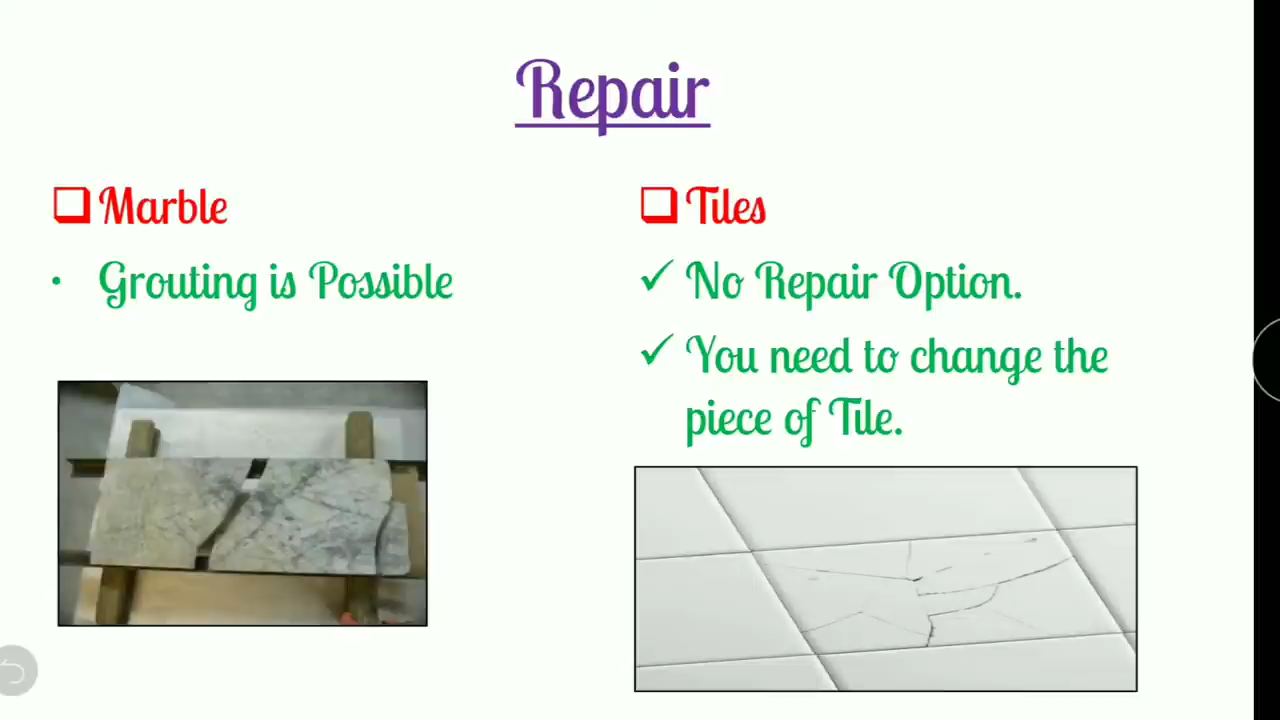 Repair
❑ Marble
• Grouting is Possible
❑ Tiles
✓ No Repair Option.
✓ You need to change the
piece of Tile.